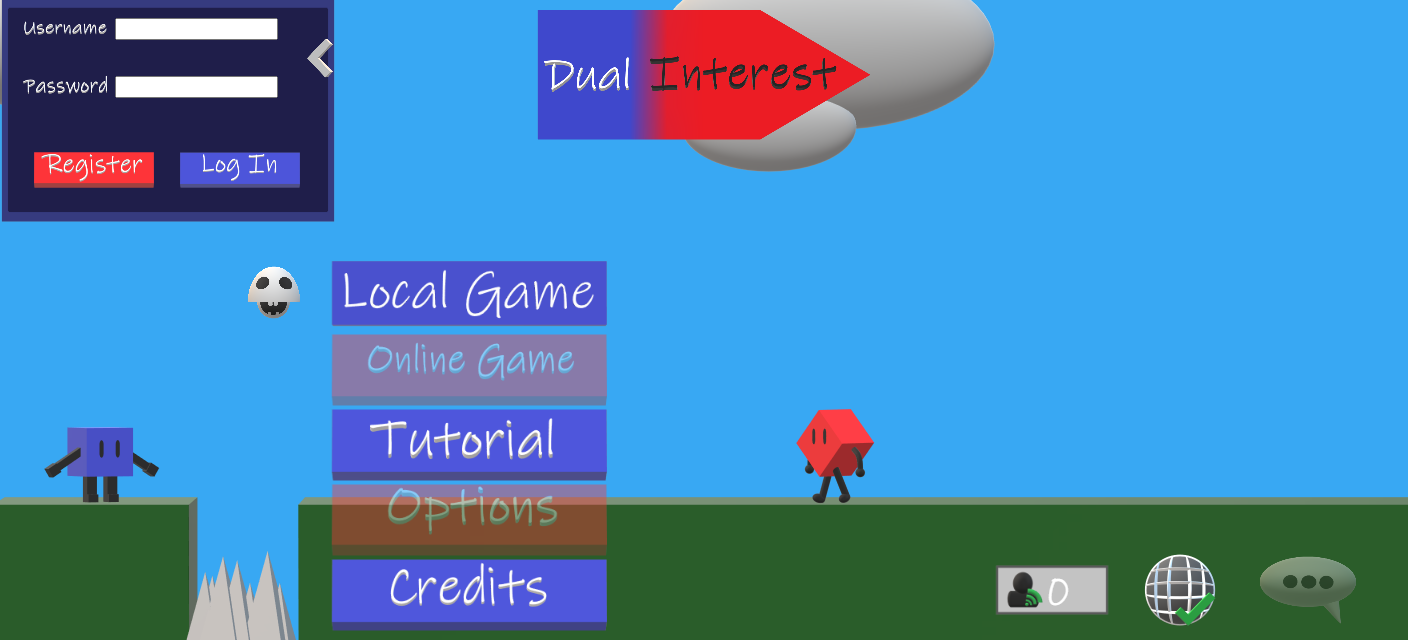 Username
Password
Register
Log In
Dual Interest
Local Game
Online Game
Tutorial
Options
Credits
0